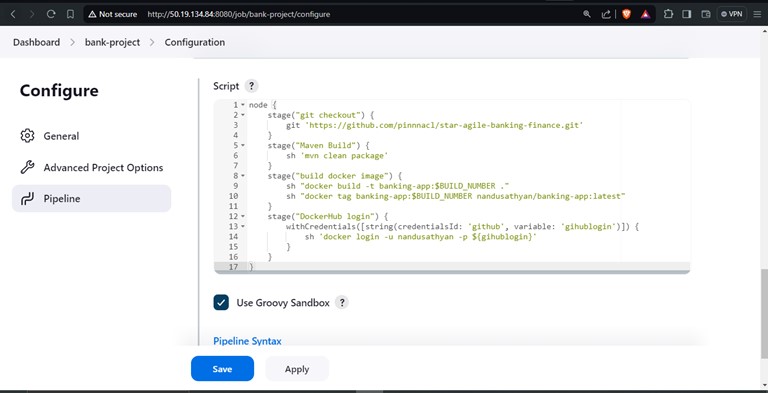 Not secure http://50.19.134.84:8080/job/bank-project/configure VPN
Dashboard > bank-project > Configuration
Configure
General
Advanced Project Options
Pipeline
Script ?
1 node {
2 stage("git checkout") {
3 git 'https://github.com/pinnnacl/star-agile-banking-finance.git'
4 }
5 stage("Maven Build") {
6 sh 'mvn clean package'
7 }
8 stage("build docker image") {
9 sh "docker build -t banking-app:$BUILD_NUMBER ."
10 sh "docker tag banking-app:$BUILD_NUMBER nandusathyan/banking-app:latest"
11 }
12 stage("DockerHub login") {
13 withCredentials([string(credentialsId: 'github', variable: 'gihublogin')]) {
14 sh 'docker login -u nandusathyan -p ${gihublogin}'
15 }
16 }
17 }
Use Groovy Sandbox ?
Pipeline Syntax
Save Apply